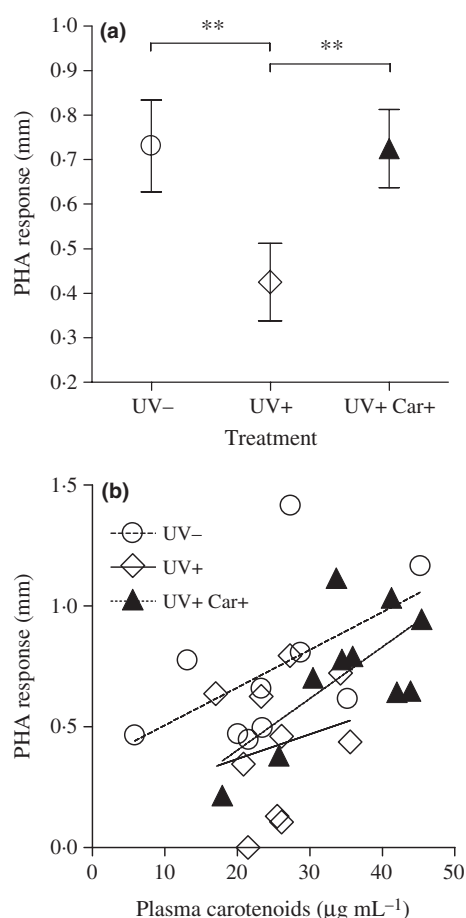 (a)
**
**
1·0
0·9
0·8
0·7
0·6
0·5
0·4
0·3
0·2
PHA response (mm)
UV–
UV+
UV+ Car+
Treatment
(b)
1·5
1·0
0·5
0·0
PHA response (mm)
UV–
UV+
UV+ Car+
0
10
20
30
40
50
Plasma carotenoids (μg mL–1)